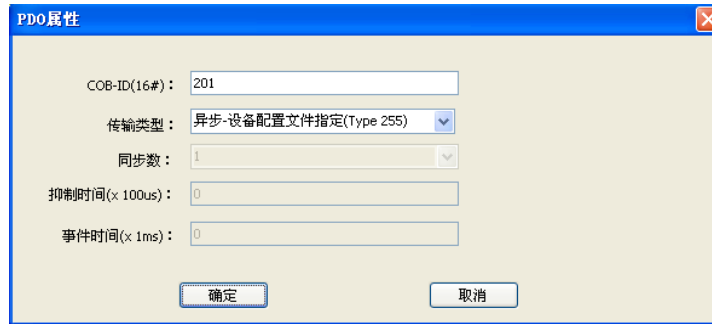 PDO属性
COB-ID(16#): 201
传输类型: 异步-设备配置文件指定(Type 255)
同步数: 1
抑制时间(x 100us): 0
事件时间(x 1ms): 0
确定 取消